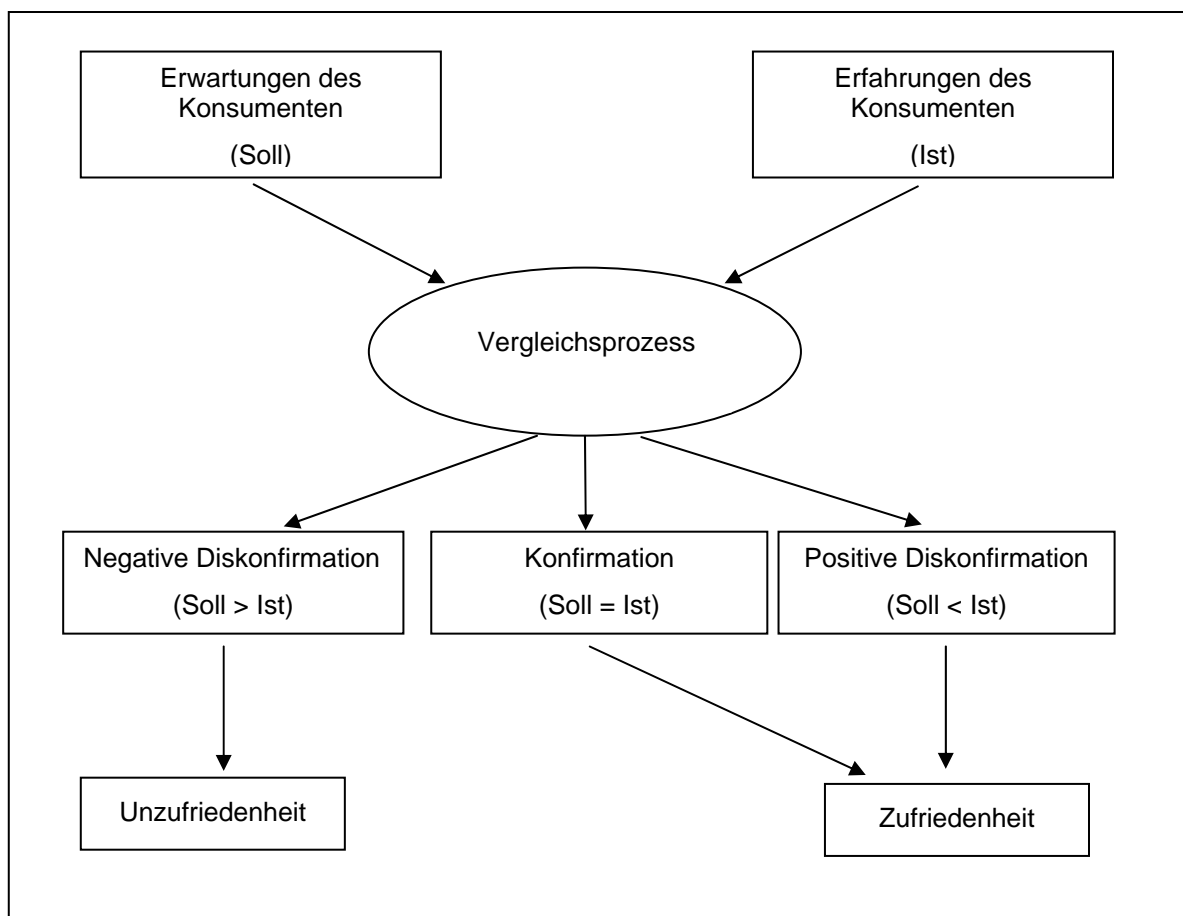 Erwartungen des
Konsumenten
(Soll)
Erfahrungen des
Konsumenten
(Ist)
Vergleichsprozess
Negative Diskonfirmation
(Soll > Ist)
Konfirmation
(Soll = Ist)
Positive Diskonfirmation
(Soll < Ist)
Unzufriedenheit
Zufriedenheit